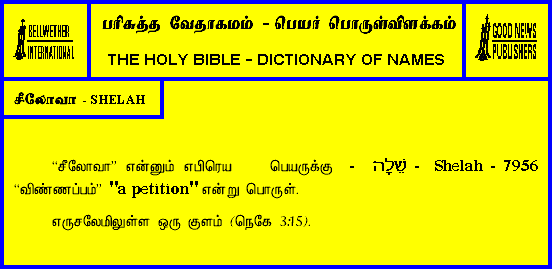 BELLWETHER
INTERNATIONAL
பரிசுத்த வேதாகமம் - பெயர் பொருள்விளக்கம்
THE HOLY BIBLE - DICTIONARY OF NAMES
GOOD NEWS
PUBLISHERS
சீலோவா - SHELAH
“சீலோவா” என்னும் எபிரெய பெயருக்கு - שֵׁלָה - Shelah - 7956
“விண்ணப்பம்” "a petition" என்று பொருள்.
எருசலேமிலுள்ள ஒரு குளம் (நெகே 3:15).